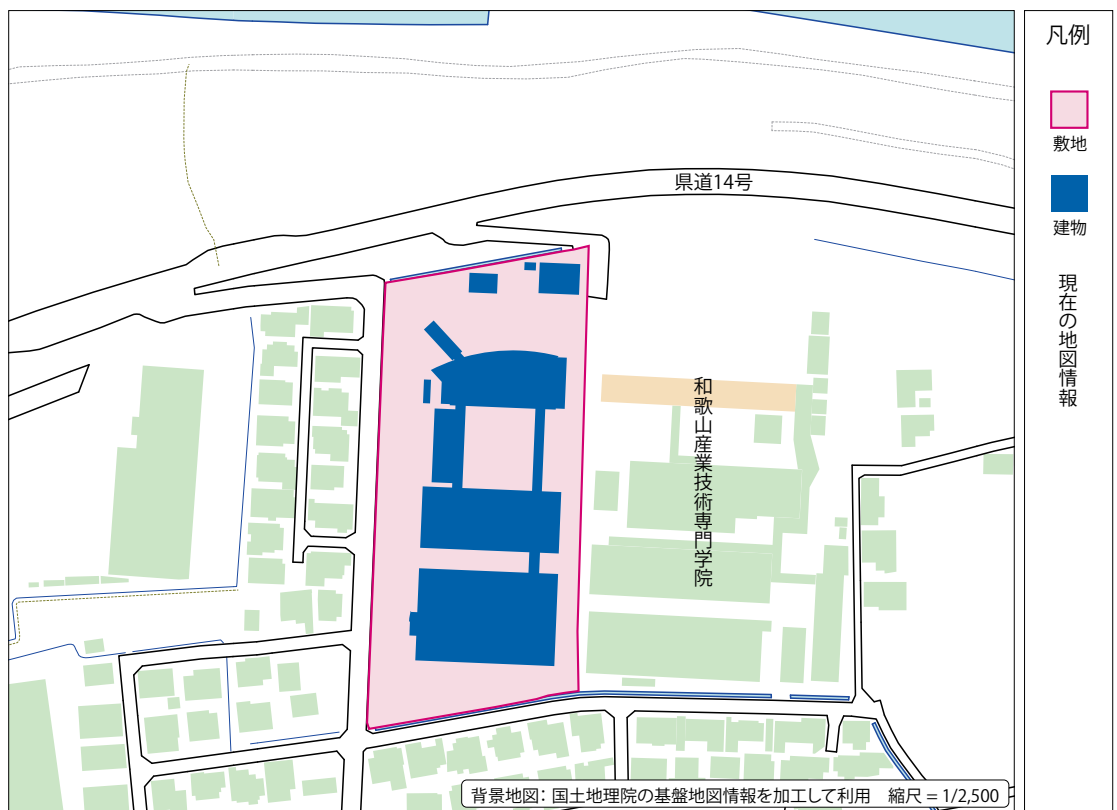 県道14号
和歌山産業技術専門学院
背景地図：国土地理院の基盤地図情報を加工して利用　縮尺＝1/2,500
凡例
敷地
建物
現在の地図情報